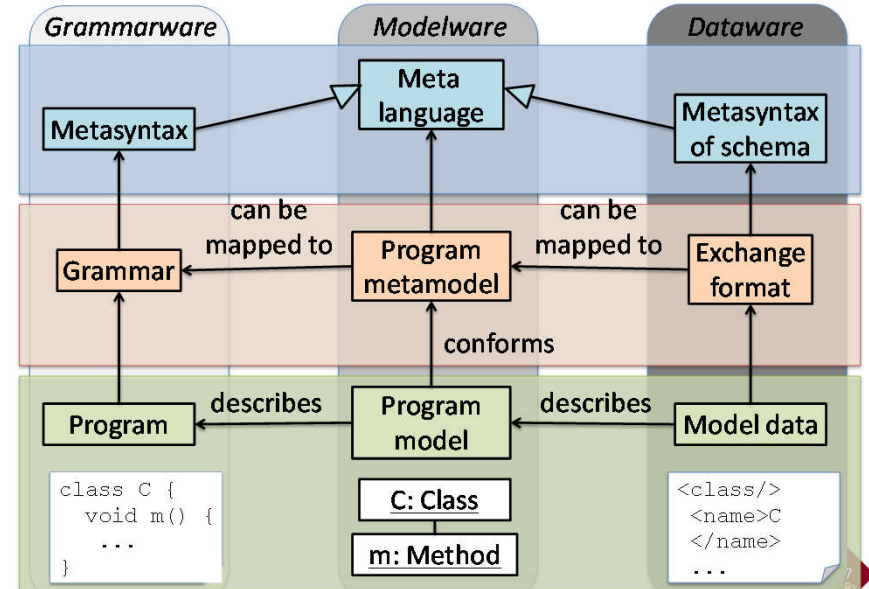 Grammarware
Modelware
Dataware
Meta
language
Metasyntax
Metasyntax
of schema
can be
mapped to
can be
mapped to
Grammar
Program
metamodel
Exchange
format
conforms
Program
describes
Program
model
describes
Model data
class C {
void m() {
...
}
C: Class
m: Method
<class/>
<name>C
</name>
...
7